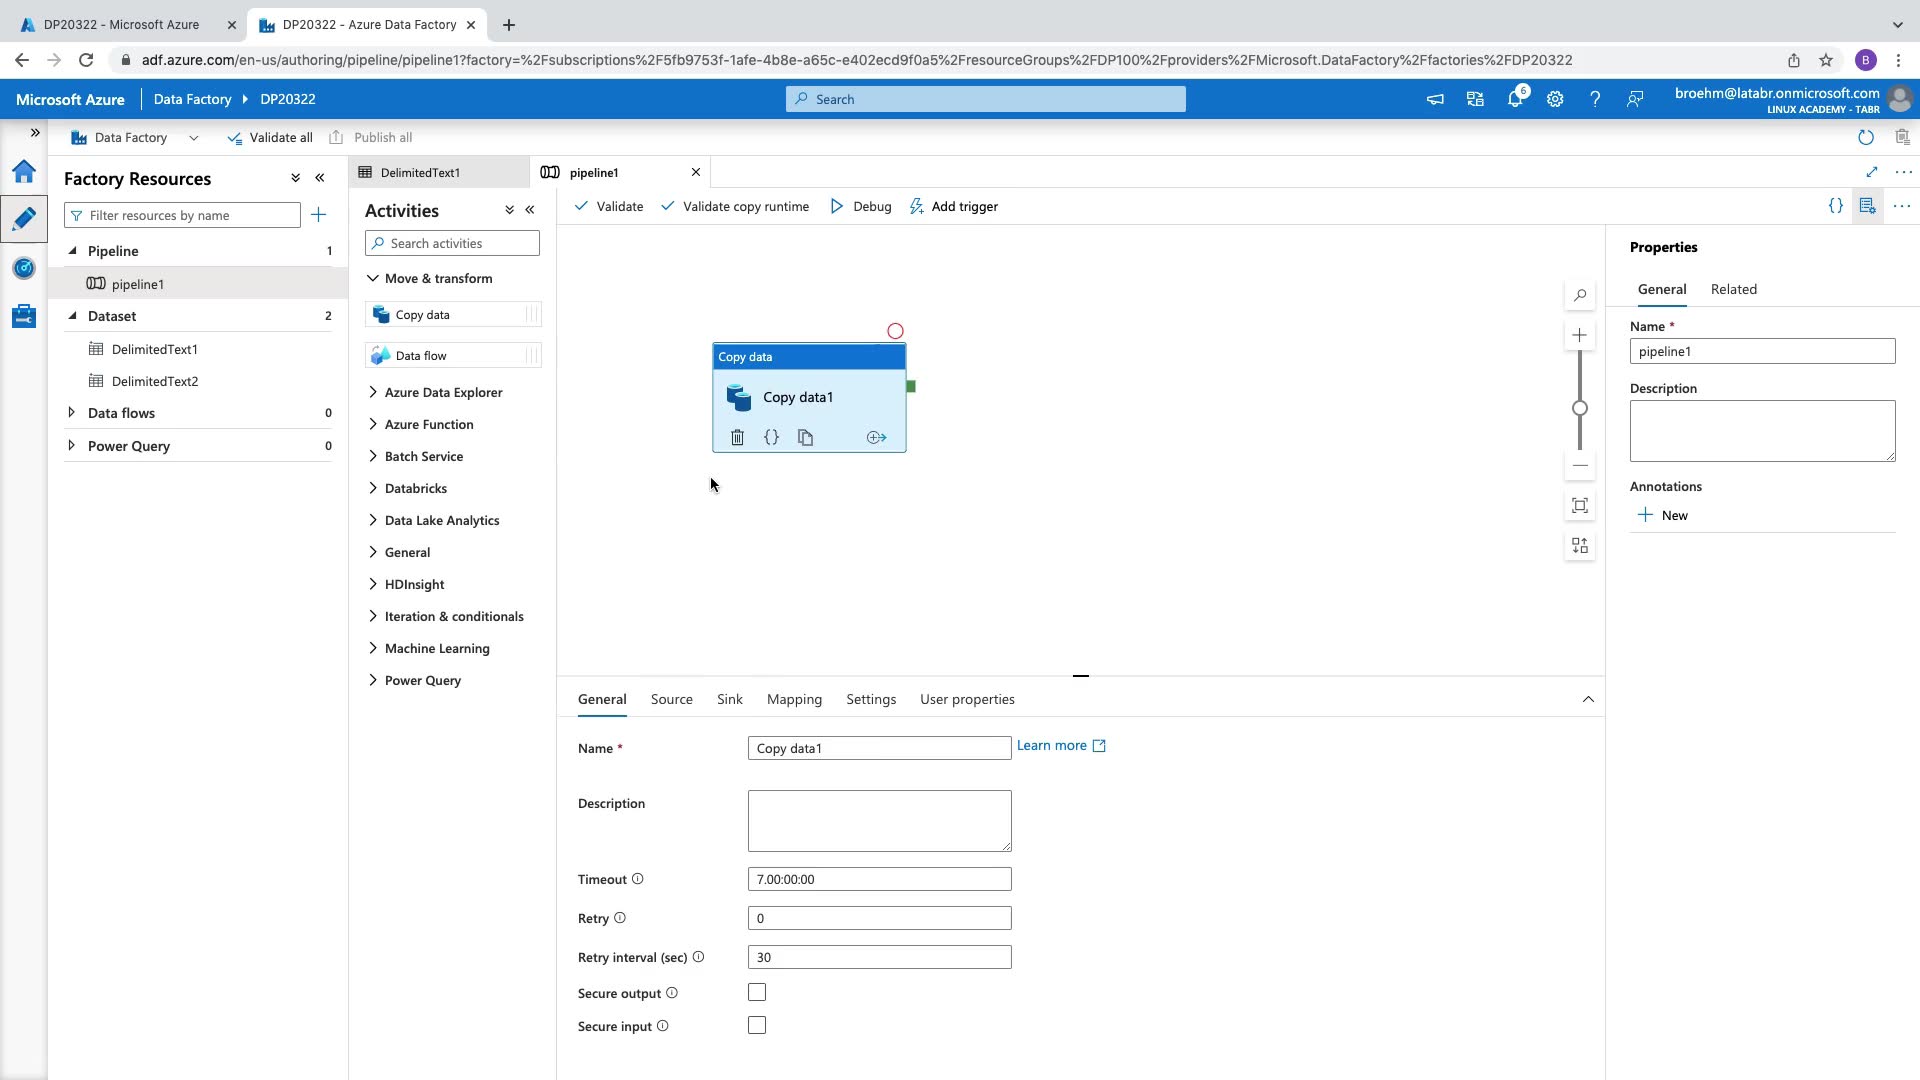 DP20322 - Microsoft Azure
DP20322 - Azure Data Factory
adf.azure.com/en-us/authoring/pipeline/pipeline1?factory=%2Fsubscriptions%2F5fb9753f-1afe-4b8e-a65c-e402ecd9f0a5%2FresourceGroups%2FDP100%2Fproviders%2FMicrosoft.DataFactory%2Ffactories%2FDP20322
B
Microsoft Azure
Data Factory
DP20322
Search
6
broehm@latabr.onmicrosoft.com
LINUX ACADEMY - TABR
Data Factory
Validate all
Publish all
Factory Resources
Filter resources by name
Pipeline 1
pipeline1
Dataset 2
DelimitedText1
DelimitedText2
Data flows 0
Power Query 0
DelimitedText1
pipeline1
Activities
Search activities
Move & transform
Copy data
Data flow
Azure Data Explorer
Azure Function
Batch Service
Databricks
Data Lake Analytics
General
HDInsight
Iteration & conditionals
Machine Learning
Power Query
Validate
Validate copy runtime
Debug
Add trigger
Copy data
Copy data1
General
Source
Sink
Mapping
Settings
User properties
Name *
Copy data1
Learn more
Description
Timeout
7.00:00:00
Retry
0
Retry interval (sec)
30
Secure output
Secure input
Properties
General
Related
Name *
pipeline1
Description
Annotations
New